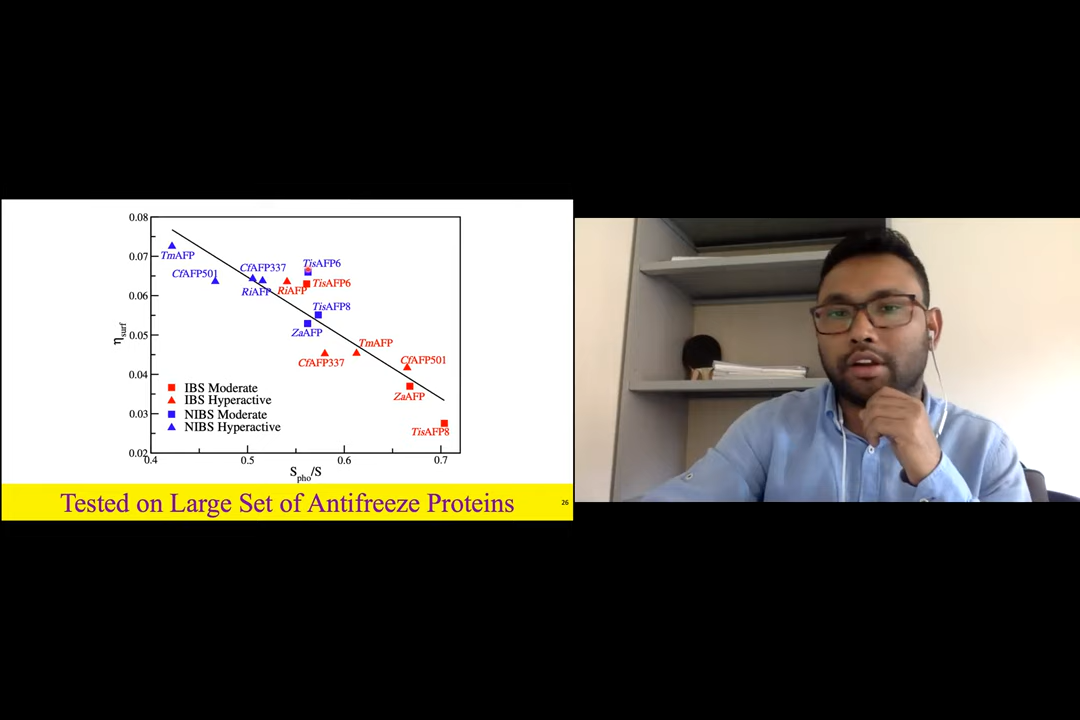 0.08
TmAFP
0.07
CfAFP337
TisAFP6
CfAFP501
TisAFP6
RiAFP
RiAFP
0.06
TisAFP8
ZaAFP
0.05
TmAFP
CfAFP337
CfAFP501
η surf
0.04
ZaAFP
IBS Moderate
IBS Hyperactive
NIBS Moderate
NIBS Hyperactive
0.03
TisAFP8
0.02
0.4
0.5
0.6
0.7
Spho/S
Tested on Large Set of Antifreeze Proteins
26